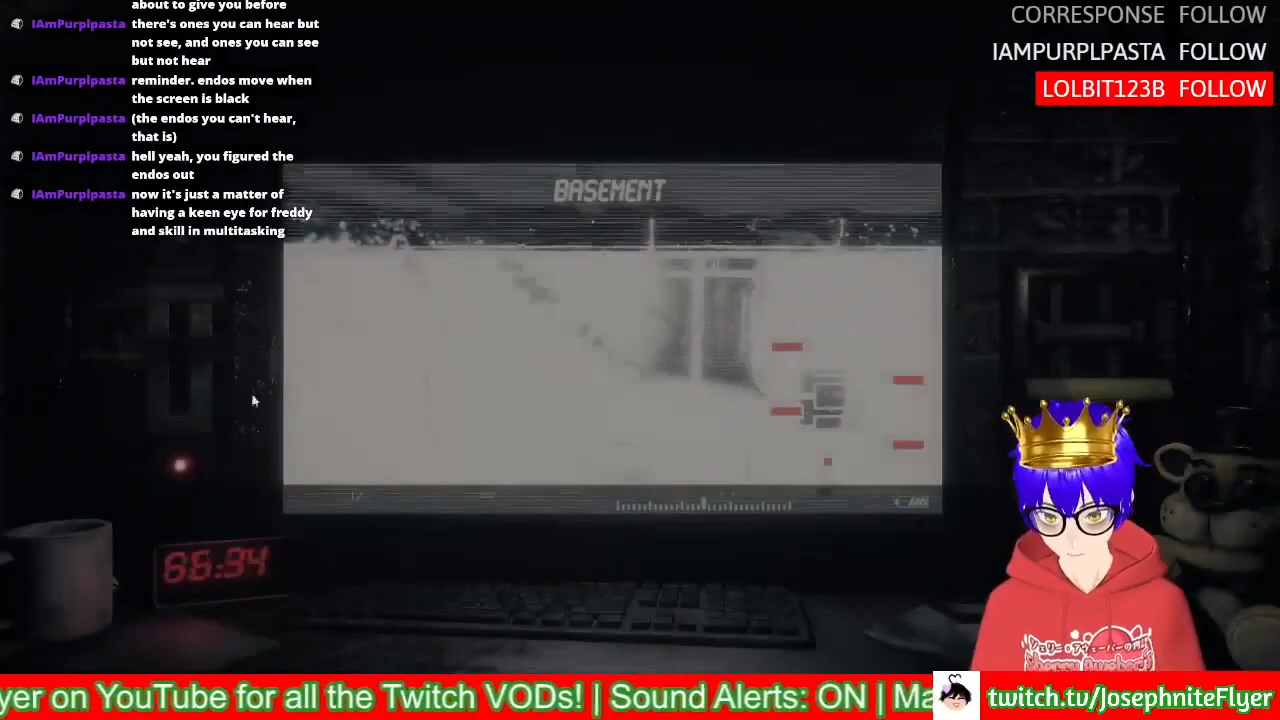 about to give you before
IAmPurplpasta there's ones you can hear but
not see, and ones you can see
but not hear
IAmPurplpasta reminder. endos move when
the screen is black
IAmPurplpasta (the endos you can't hear,
that is)
IAmPurplpasta hell yeah, you figured the
endos out
IAmPurplpasta now it's just a matter of
having a keen eye for freddy
and skill in multitasking
CORRESPONSE FOLLOW
IAMPURPLPASTA FOLLOW
LOLBIT123B FOLLOW
BASEMENT
yer on YouTube for all the Twitch VODs! | Sound Alerts: ON | Ma
twitch.tv/JosephniteFlyer